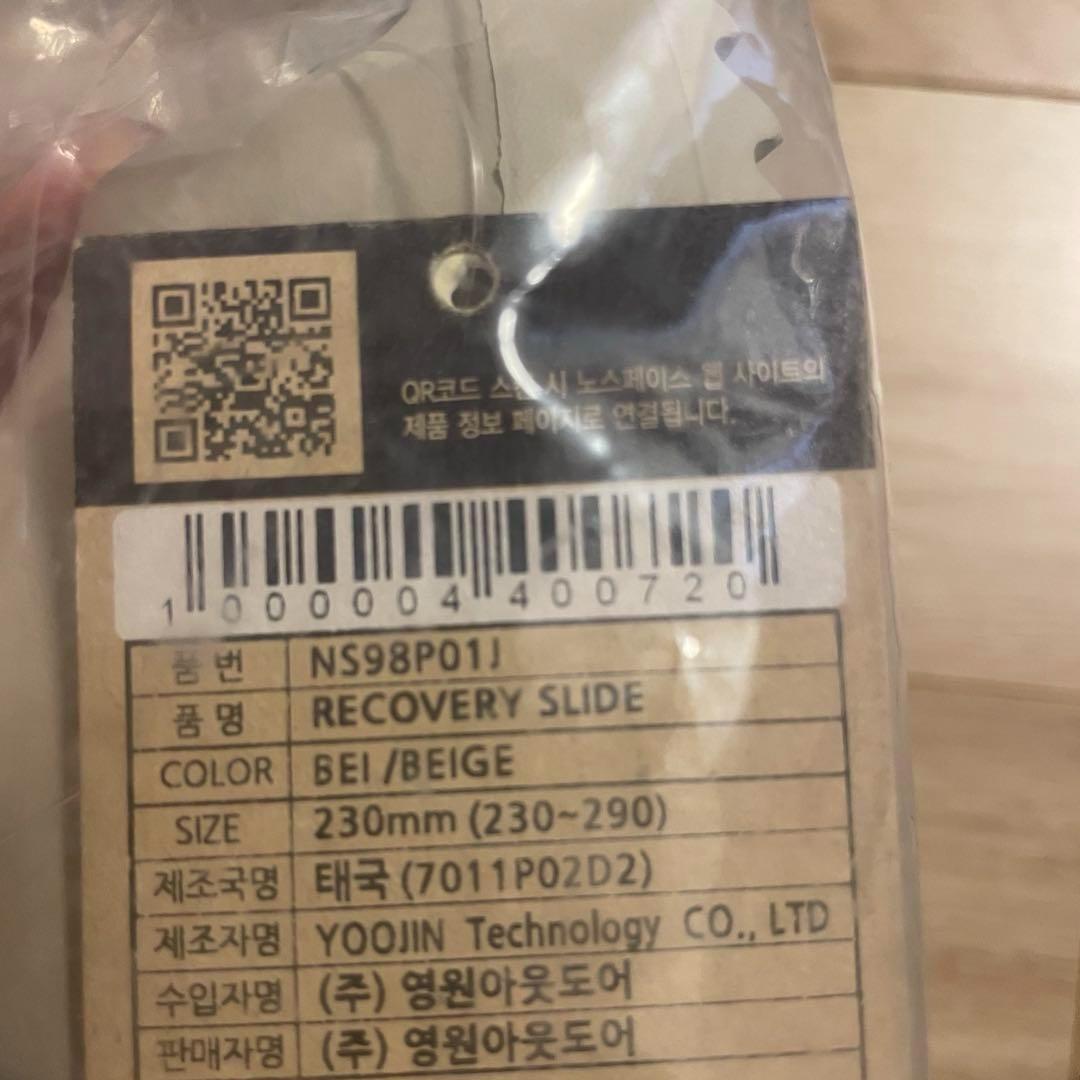 QR코드 스캔 시 노스페이스 웹 사이트의
제품 정보 페이지로 연결됩니다.
1 000004 400720
품 번 NS98P01J
품 명 RECOVERY SLIDE
COLOR BEI /BEIGE
SIZE 230mm (230~290)
제조국명 태국 (7011P02D2)
제조자명 YOOJIN Technology CO., LTD
수입자명 (주) 영원아웃도어
판매자명 (주) 영원아웃도어